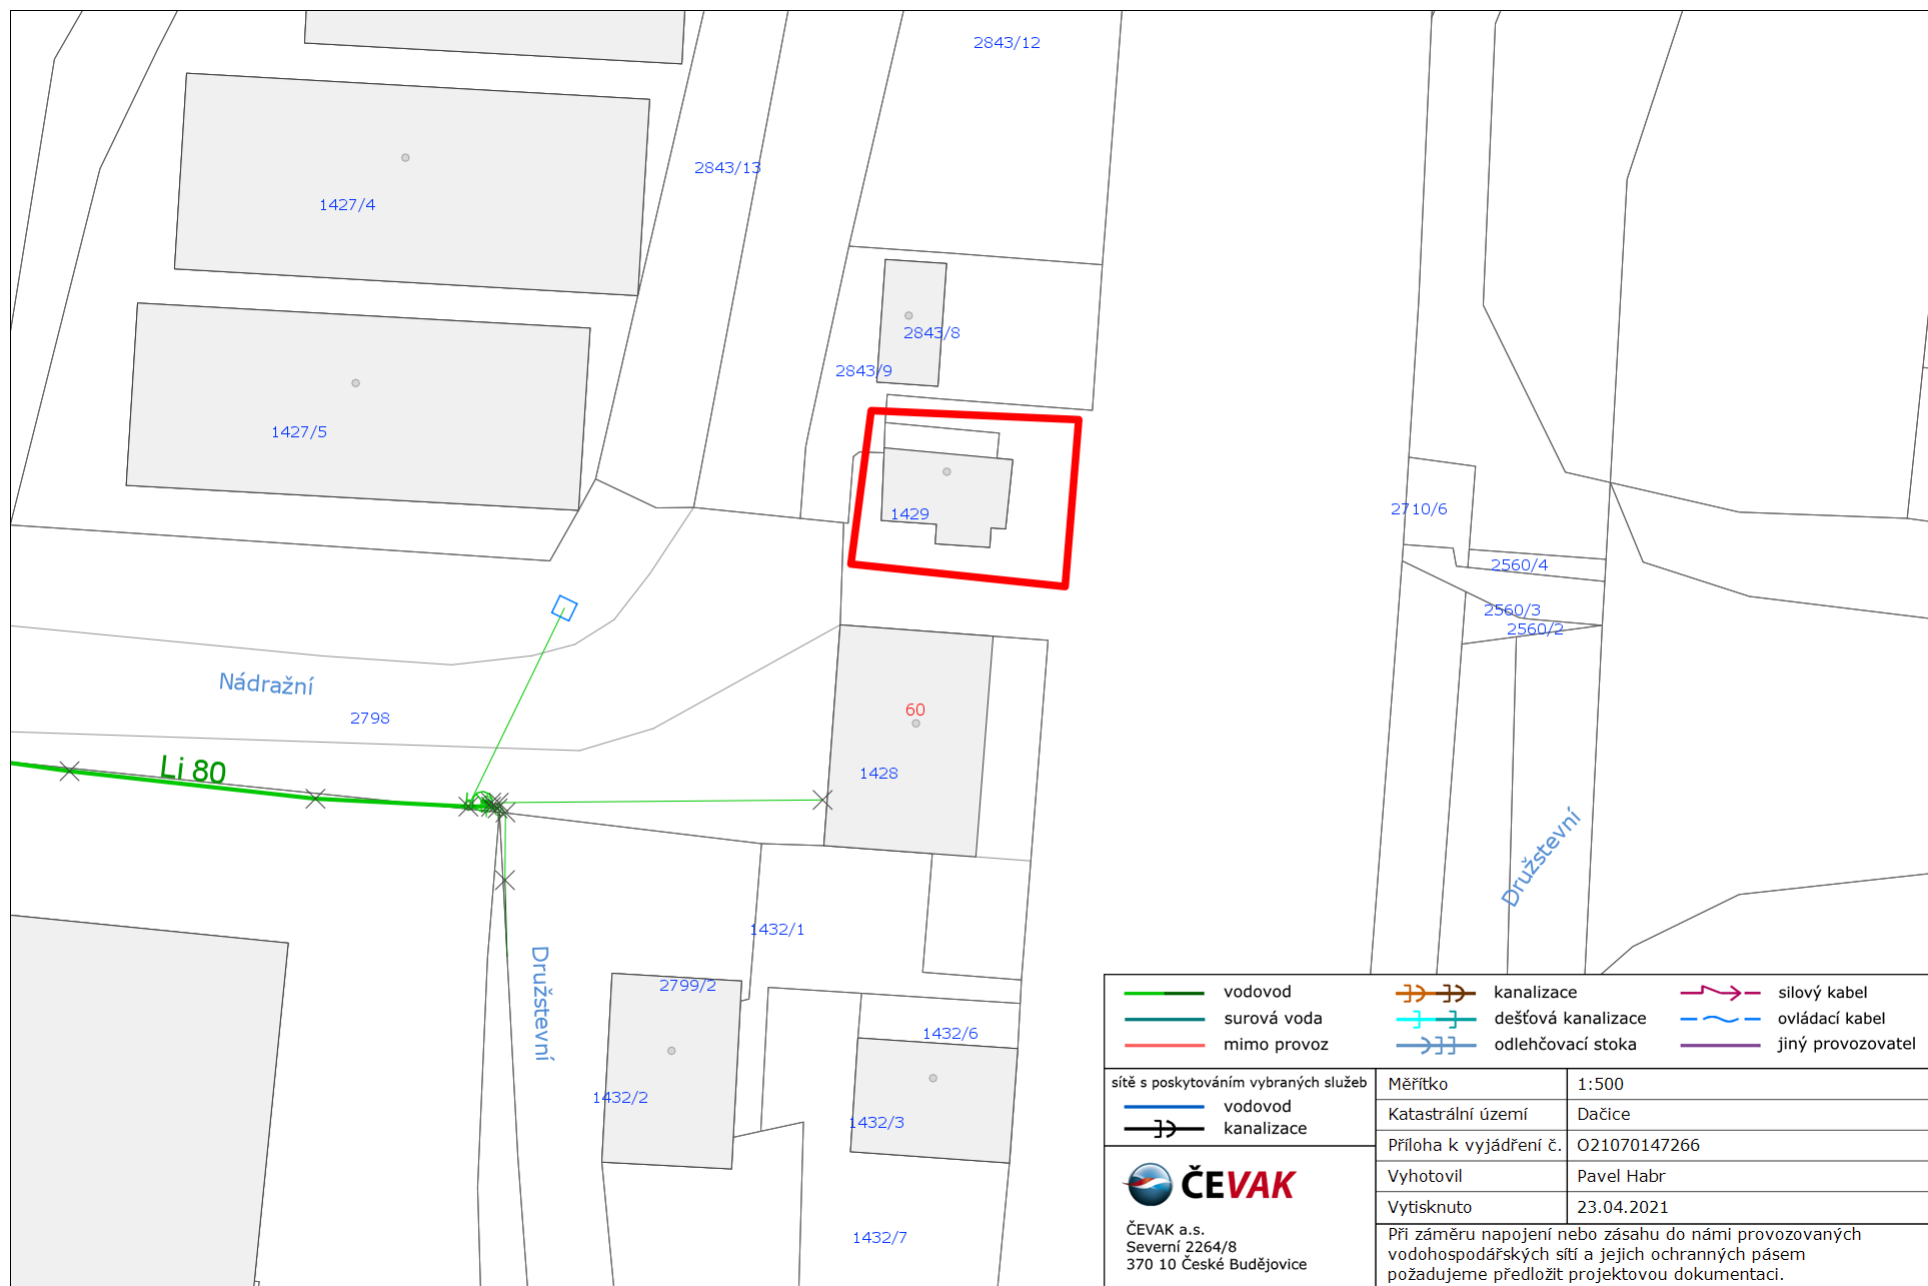 2843/12
2843/13
1427/4
2843/8
2843/9
1427/5
1429
2710/6
2560/4
2560/3
2560/2
Nádražní
2798
60
1428
Li 80
Družstevní
1432/1
Družstevní
2799/2
1432/6
1432/2
1432/3
1432/7
vodovod
surová voda
mimo provoz
kanalizace
dešťová kanalizace
odlehčovací stoka
silový kabel
ovládací kabel
jiný provozovatel
sítě s poskytováním vybraných služeb
vodovod
kanalizace
ČEVAK
ČEVAK a.s.
Severní 2264/8
370 10 České Budějovice
Měřítko 1:500
Katastrální území Dačice
Příloha k vyjádření č. O21070147266
Vyhotovil Pavel Habr
Vytisknuto 23.04.2021
Při záměru napojení nebo zásahu do námi provozovaných
vodohospodářských sítí a jejich ochranných pásem
požadujeme předložit projektovou dokumentaci.